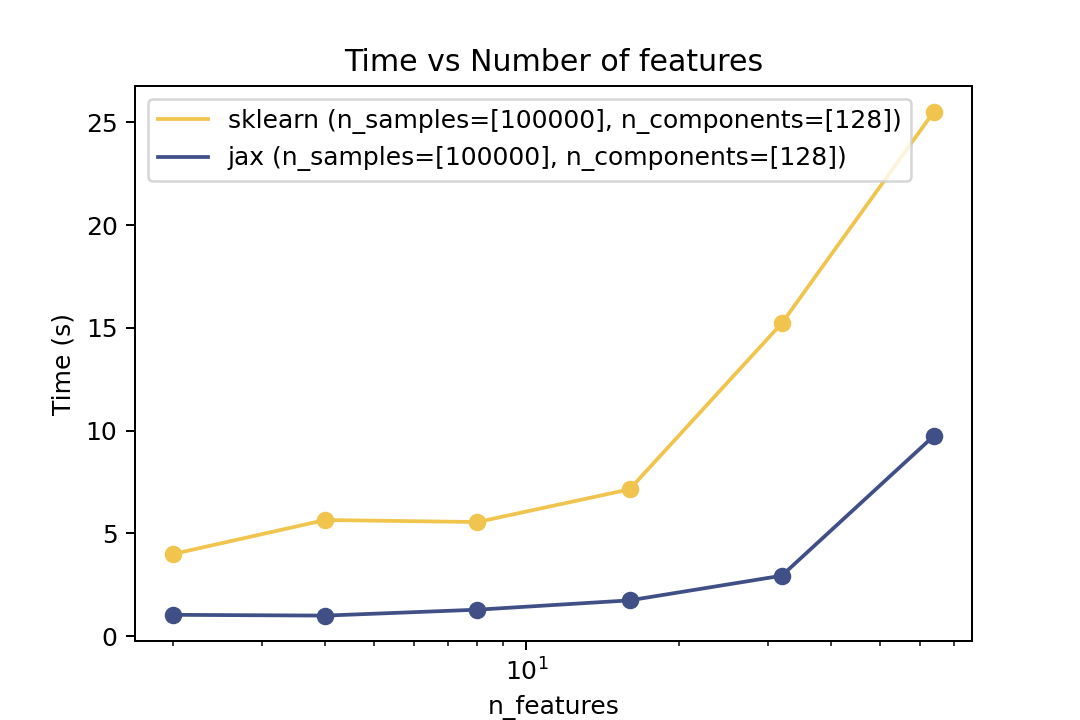 Time vs Number of features
sklearn (n_samples=[100000], n_components=[128])
jax (n_samples=[100000], n_components=[128])
Time (s)
25
20
15
10
5
0
10¹
n_features